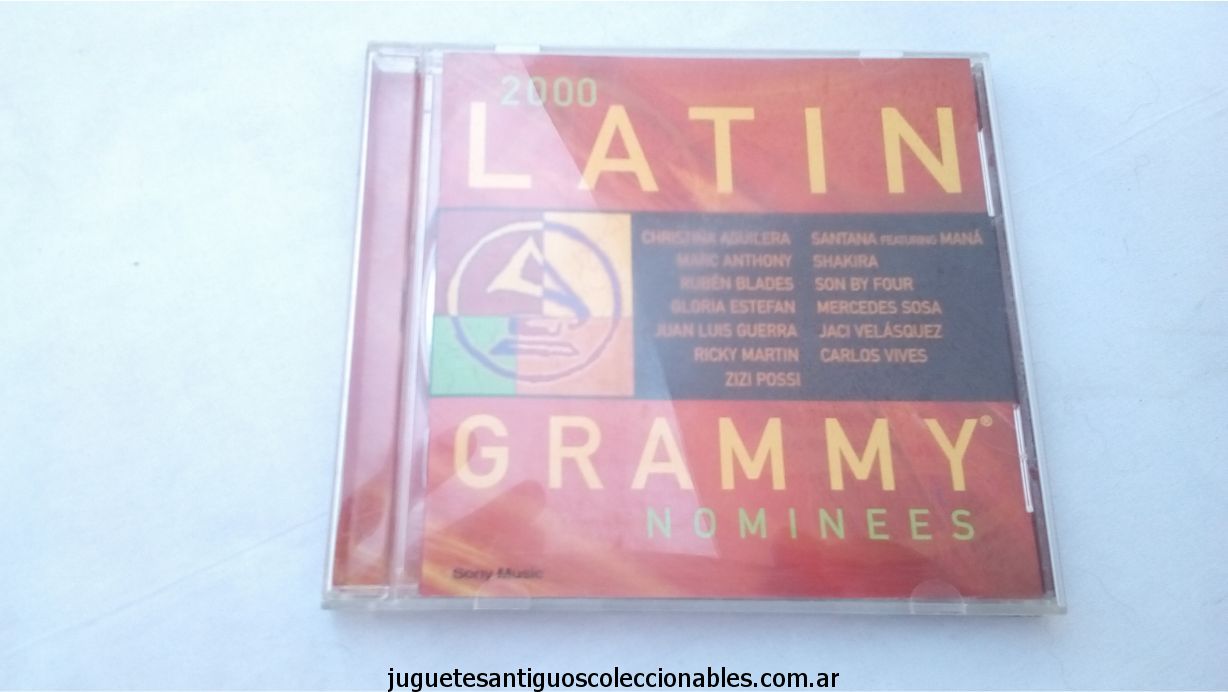 2000
LATIN
CHRISTINA AGUILERA SANTANA FEATURING MANÁ
MARC ANTHONY SHAKIRA
RUBÉN BLADES SON BY FOUR
GLORIA ESTEFAN MERCEDES SOSA
JUAN LUIS GUERRA JACI VELÁSQUEZ
RICKY MARTIN CARLOS VIVES
ZIZI POSSI
GRAMMY®
NOMINEES
Sony Music
juguetesantiguoscoleccionables.com.ar